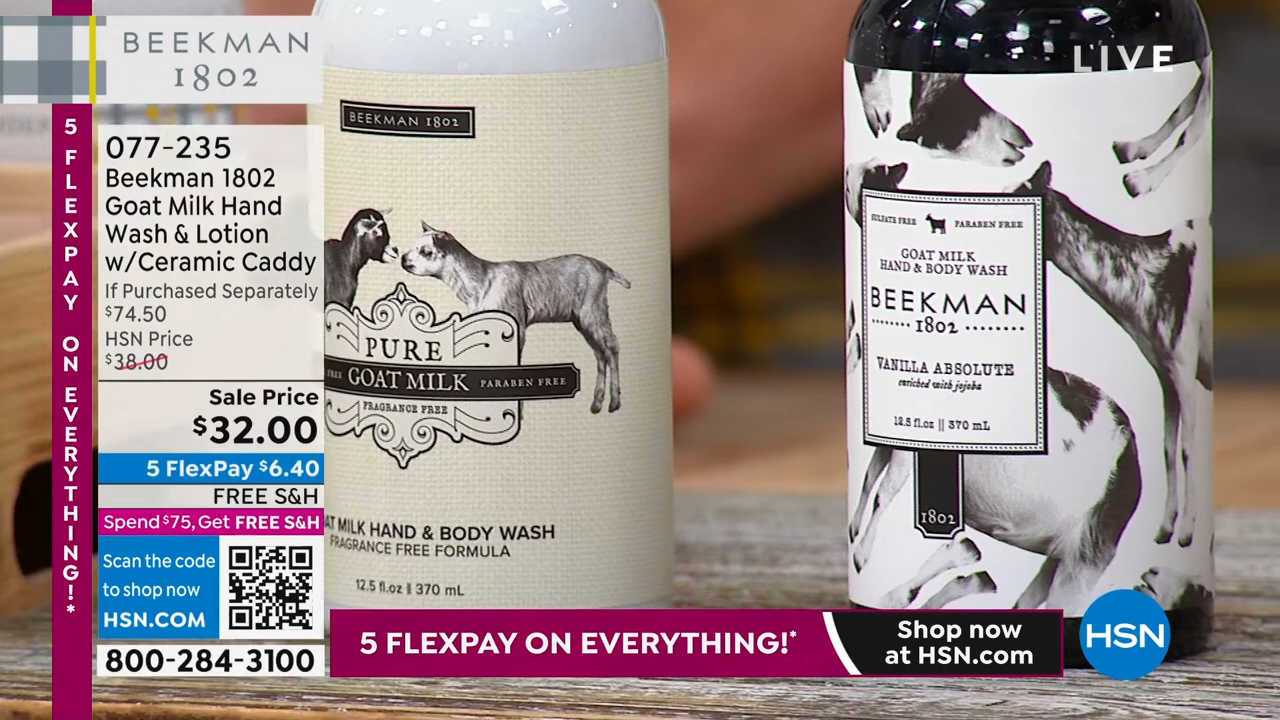 BEEKMAN
1802
LIVE
5 FLEXPAY ON EVERYTHING!*
077-235
Beekman 1802
Goat Milk Hand
Wash & Lotion
w/Ceramic Caddy
If Purchased Separately
$74.50
HSN Price
$38.00
Sale Price
$32.00
5 FlexPay $6.40
FREE S&H
Spend $75, Get FREE S&H
Scan the code
to shop now
HSN.COM
800-284-3100
BEEKMAN 1802
PURE
FREE GOAT MILK PARABEN FREE
FRAGRANCE FREE
MILK HAND & BODY WASH
FRAGRANCE FREE FORMULA
12.5 fl.oz || 370 mL
SULFATE FREE PARABEN FREE
GOAT MILK
HAND & BODY WASH
BEEKMAN
1802
VANILLA ABSOLUTE
enriched with jojoba
12.5 fl.oz || 370 mL
1802
5 FLEXPAY ON EVERYTHING!*
Shop now
at HSN.com
HSN